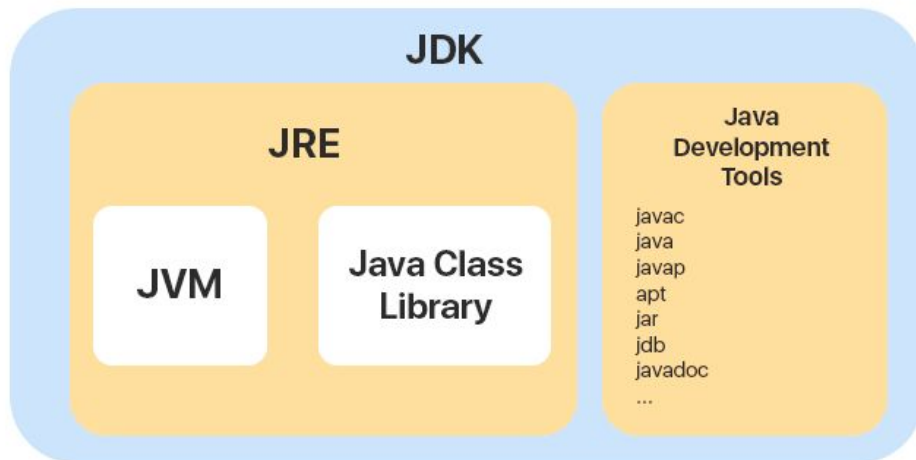 JDK
JRE
JVM
Java Class
Library
Java
Development
Tools
javac
java
javap
apt
jar
jdb
javadoc
...